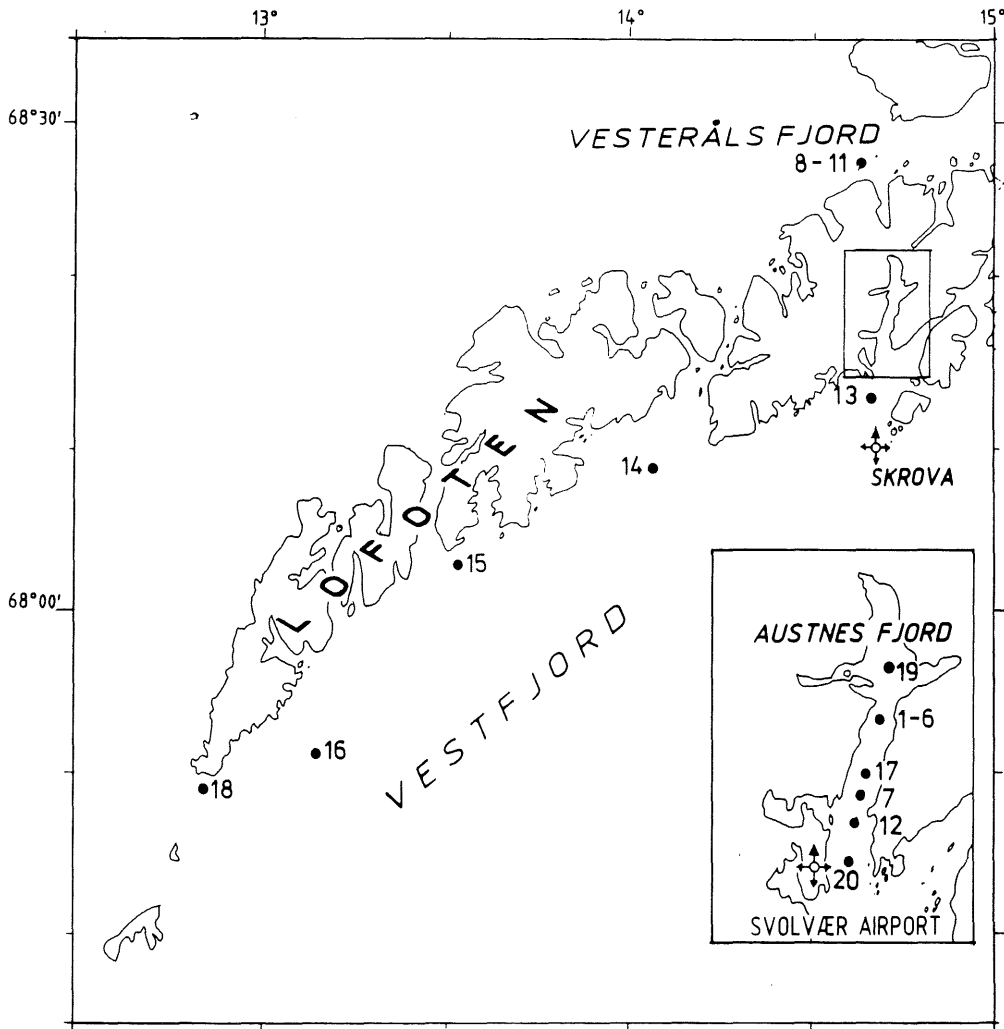 13° 14° 15°
68°30'
VESTERÅLS FJORD
8-11
13
SKROVA
14
LOFOTEN
15
68°00'
VESTFJORD
AUSTNES FJORD
19
1-6
16
17
18
7
12
20
SVOLVÆR AIRPORT